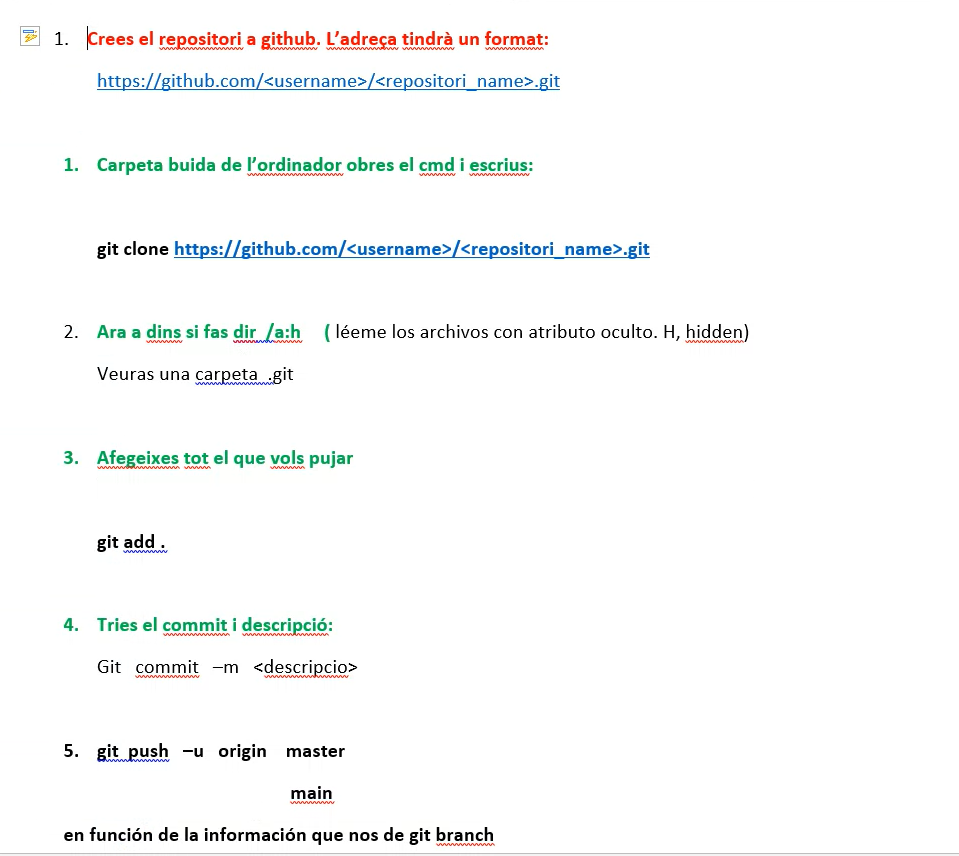 1. Crees el repositori a github. L’adreça tindrà un format:
https://github.com/<username>/<repositori_name>.git
1. Carpeta buida de l’ordinador obres el cmd i escrius:
git clone https://github.com/<username>/<repositori_name>.git
2. Ara a dins si fas dir /a:h ( léeme los archivos con atributo oculto. H, hidden)
Veuras una carpeta .git
3. Afegeixes tot el que vols pujar
git add .
4. Tries el commit i descripció:
Git commit –m <descripcio>
5. git push –u origin master
main
en función de la información que nos de git branch